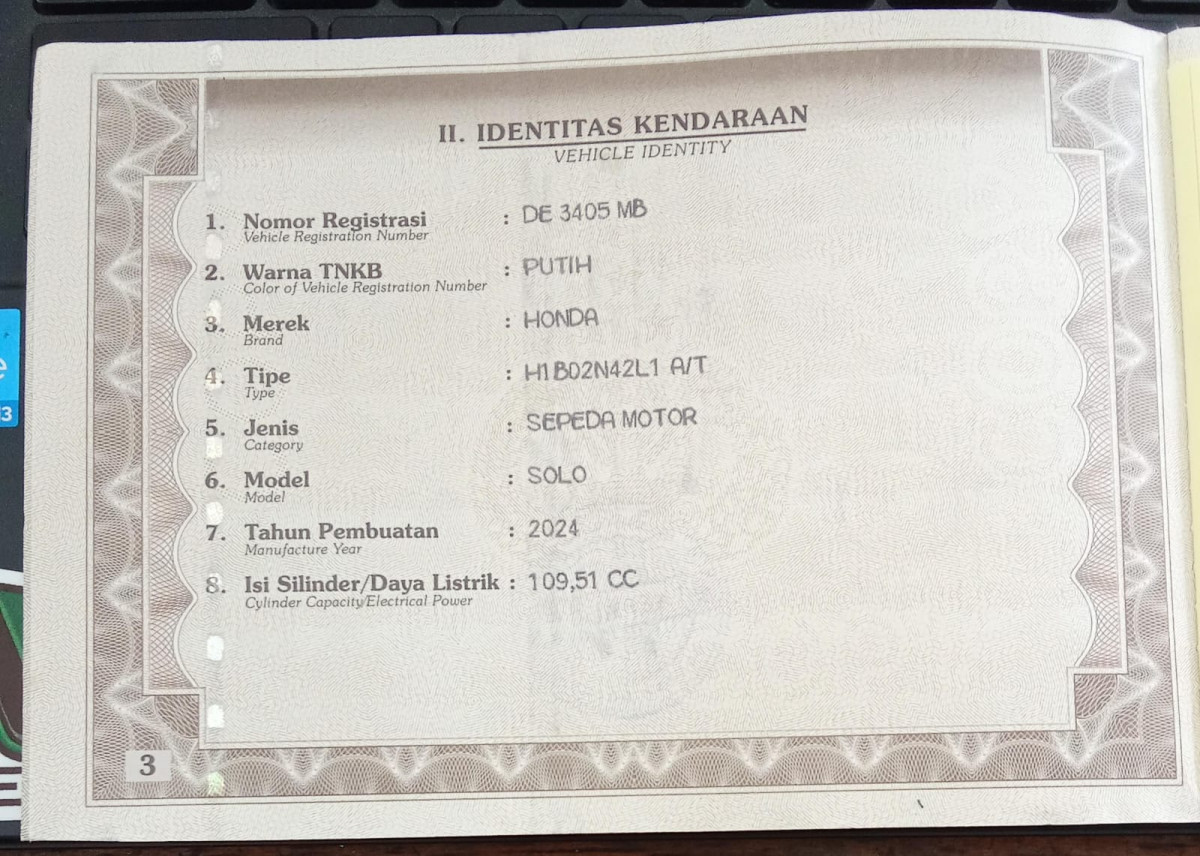 II. IDENTITAS KENDARAAN
VEHICLE IDENTITY
1. Nomor Registrasi : DE 3405 MB
Vehicle Registration Number
2. Warna TNKB : PUTIH
Color of Vehicle Registration Number
3. Merek : HONDA
Brand
4. Tipe : H1B02N42L1 A/T
Type
5. Jenis : SEPEDA MOTOR
Category
6. Model : SOLO
Model
7. Tahun Pembuatan : 2024
Manufacture Year
8. Isi Silinder/Daya Listrik : 109,51 CC
Cylinder Capacity/Electrical Power
3